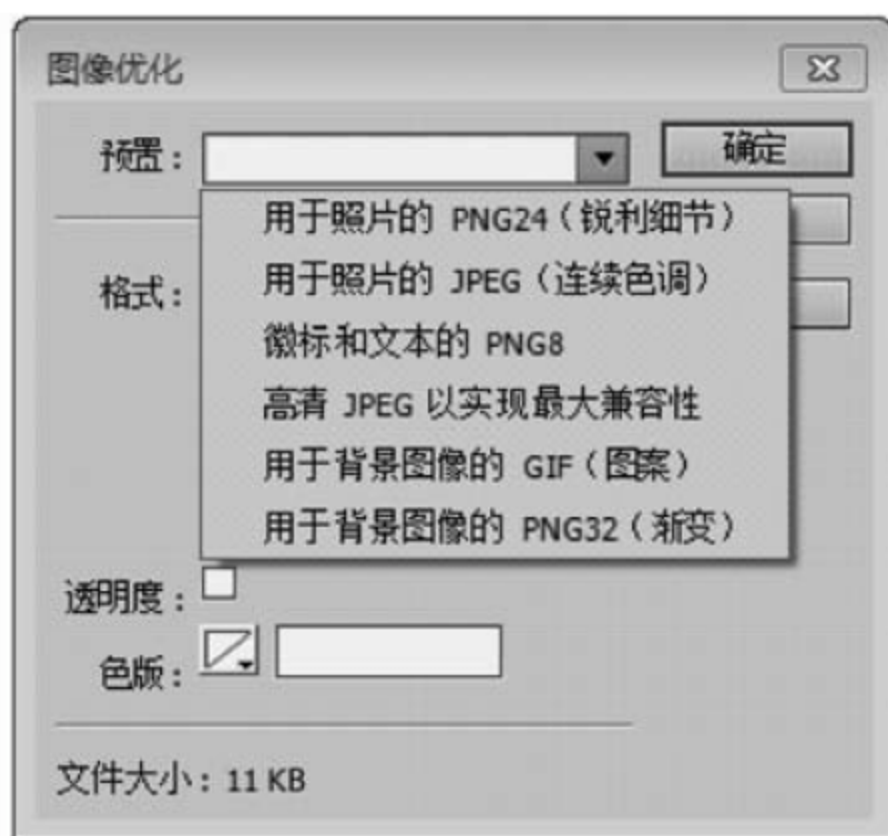 图像优化
预置：
确定
用于照片的 PNG24（锐利细节）
用于照片的 JPEG（连续色调）
格式：
徽标和文本的 PNG8
高清 JPEG 以实现最大兼容性
用于背景图像的 GIF（图案）
用于背景图像的 PNG32（渐变）
透明度：
色版：
文件大小：11 KB